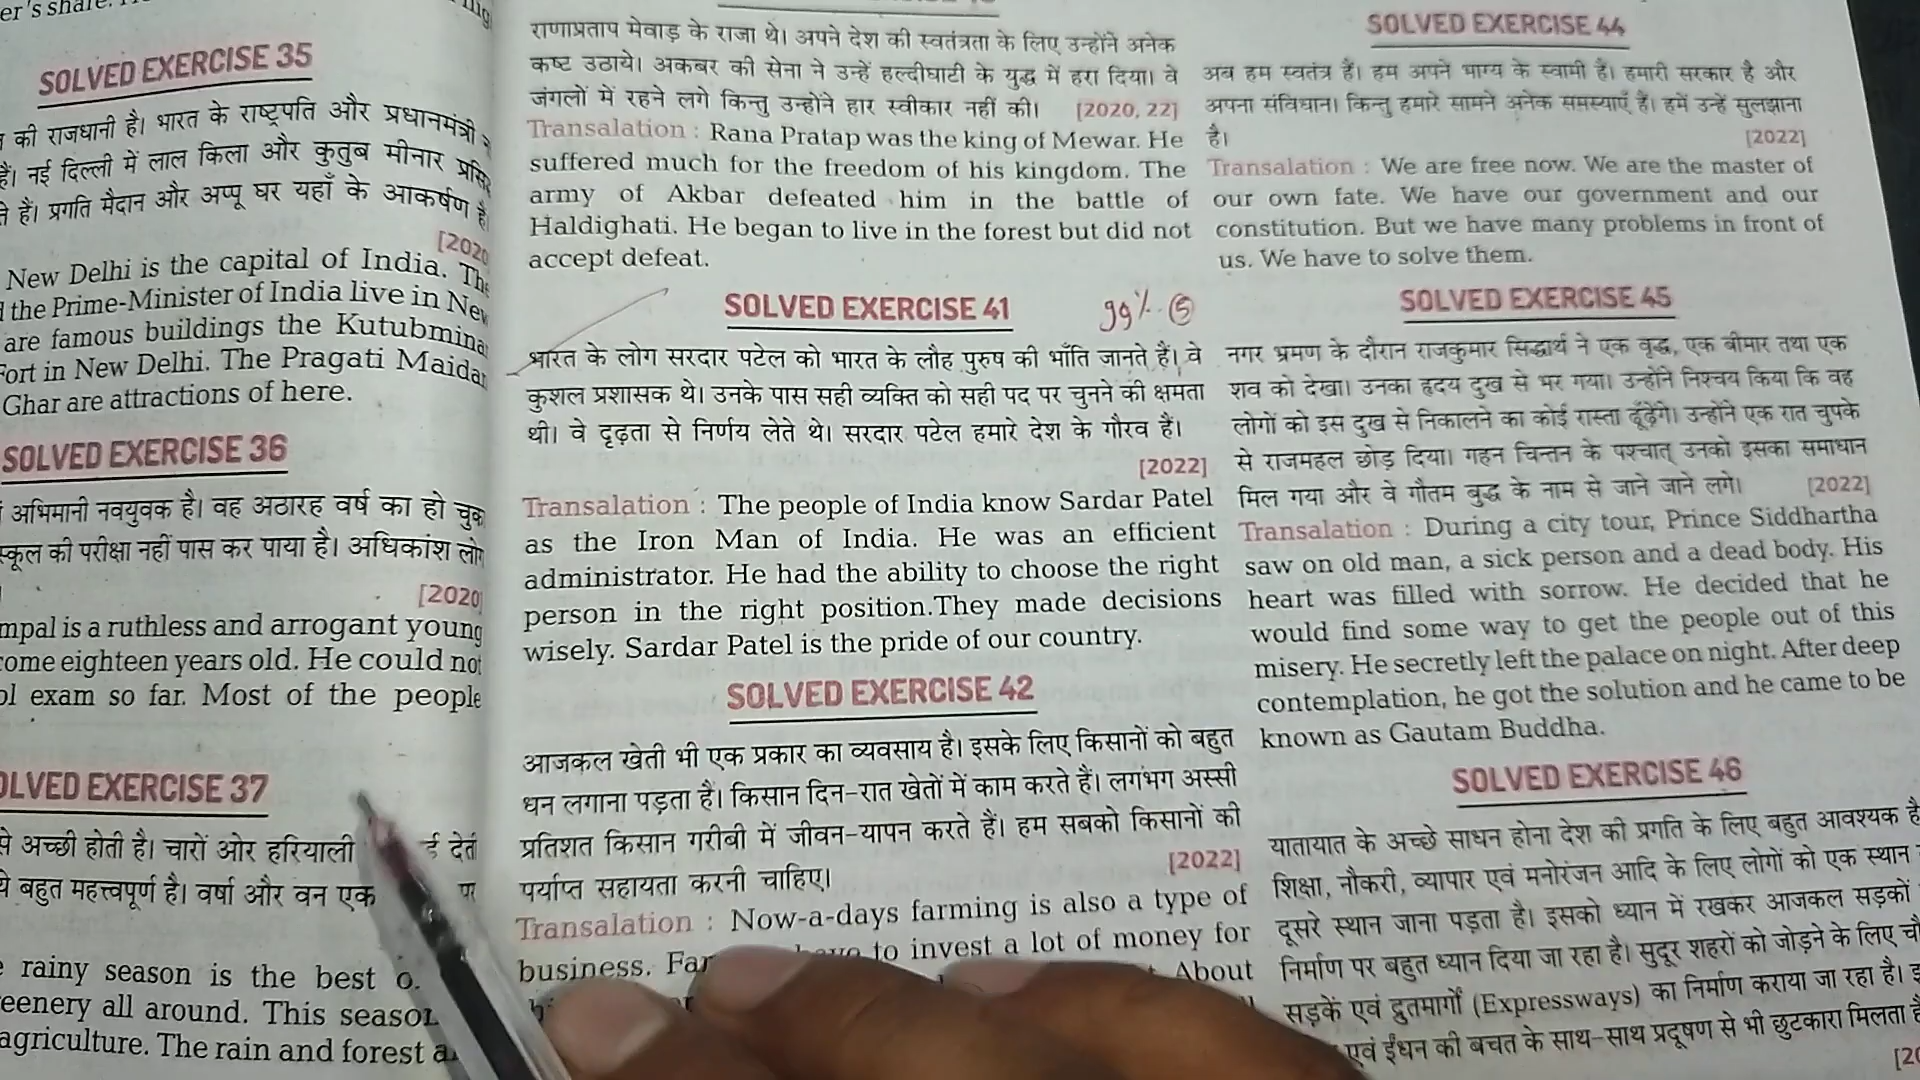 er's share.
SOLVED EXERCISE 35
की राजधानी है। भारत के राष्ट्रपति और प्रधानमंत्री
हैं। नई दिल्ली में लाल किला और कुतुब मीनार
हैं। प्रगति मैदान और अप्पू घर यहाँ के आकर्षण है
[2020
New Delhi is the capital of India. The
the Prime-Minister of India live in New
are famous buildings the Kutubmina
Fort in New Delhi. The Pragati Maidan
Ghar are attractions of here.
SOLVED EXERCISE 36
अभिमानी नवयुवक है। वह अठारह वर्ष का हो चुक
स्कूल की परीक्षा नहीं पास कर पाया है। अधिकांश लोग
[2020]
mpal is a ruthless and arrogant young
come eighteen years old. He could not
ol exam so far. Most of the people
OLVED EXERCISE 37
से अच्छी होती है। चारों ओर हरियाली ई देती
ये बहुत महत्त्वपूर्ण है। वर्षा और वन एक
rainy season is the best
eenery all around. This season
agriculture. The rain and forest
राणाप्रताप मेवाड़ के राजा थे। अपने देश की स्वतंत्रता के लिए उन्होंने अनेक
कष्ट उठाये। अकबर की सेना ने उन्हें हल्दीघाटी के युद्ध में हरा दिया। वे
जंगलों में रहने लगे किन्तु उन्होंने हार स्वीकार नहीं की। [2020, 22]
Transalation : Rana Pratap was the king of Mewar. He
suffered much for the freedom of his kingdom. The
army of Akbar defeated him in the battle of
Haldighati. He began to live in the forest but did not
accept defeat.
SOLVED EXERCISE 41 99% ⑤
भारत के लोग सरदार पटेल को भारत के लौह पुरुष की भाँति जानते हैं। वे
कुशल प्रशासक थे। उनके पास सही व्यक्ति को सही पद पर चुनने की क्षमता
थी। वे दृढ़ता से निर्णय लेते थे। सरदार पटेल हमारे देश के गौरव हैं।
[2022]
Transalation : The people of India know Sardar Patel
as the Iron Man of India. He was an efficient
administrator. He had the ability to choose the right
person in the right position.They made decisions
wisely. Sardar Patel is the pride of our country.
SOLVED EXERCISE 42
आजकल खेती भी एक प्रकार का व्यवसाय है। इसके लिए किसानों को बहुत
धन लगाना पड़ता है। किसान दिन-रात खेतों में काम करते हैं। लगभग अस्सी
प्रतिशत किसान गरीबी में जीवन-यापन करते हैं। हम सबको किसानों की
पर्याप्त सहायता करनी चाहिए। [2022]
Transalation : Now-a-days farming is also a type of
business. to invest a lot of money for
About
SOLVED EXERCISE 44
अब हम स्वतंत्र हैं। हम अपने भाग्य के स्वामी हैं। हमारी सरकार है और
अपना संविधान। किन्तु हमारे सामने अनेक समस्याएँ हैं। हमें उन्हें सुलझाना
है। [2022]
Transalation : We are free now. We are the master of
our own fate. We have our government and our
constitution. But we have many problems in front of
us. We have to solve them.
SOLVED EXERCISE 45
नगर भ्रमण के दौरान राजकुमार सिद्धार्थ ने एक वृद्ध, एक बीमार तथा एक
शव को देखा। उनका हृदय दुख से भर गया। उन्होंने निश्चय किया कि वह
लोगों को इस दुख से निकालने का कोई रास्ता ढूँढ़ेंगे। उन्होंने एक रात चुपके
से राजमहल छोड़ दिया। गहन चिन्तन के पश्चात् उनको इसका समाधान
मिल गया और वे गौतम बुद्ध के नाम से जाने जाने लगे। [2022]
Transalation : During a city tour, Prince Siddhartha
saw on old man, a sick person and a dead body. His
heart was filled with sorrow. He decided that he
would find some way to get the people out of this
misery. He secretly left the palace on night. After deep
contemplation, he got the solution and he came to be
known as Gautam Buddha.
SOLVED EXERCISE 46
यातायात के अच्छे साधन होना देश की प्रगति के लिए बहुत आवश्यक है
शिक्षा, नौकरी, व्यापार एवं मनोरंजन आदि के लिए लोगों को एक स्थान
दूसरे स्थान जाना पड़ता है। इसको ध्यान में रखकर आजकल सड़कों
निर्माण पर बहुत ध्यान दिया जा रहा है। सुदूर शहरों को जोड़ने के लिए
सड़कें एवं द्रुतमार्गों (Expressways) का निर्माण कराया जा रहा है।
एवं ईंधन की बचत के साथ-साथ प्रदूषण से भी छुटकारा मिलता है